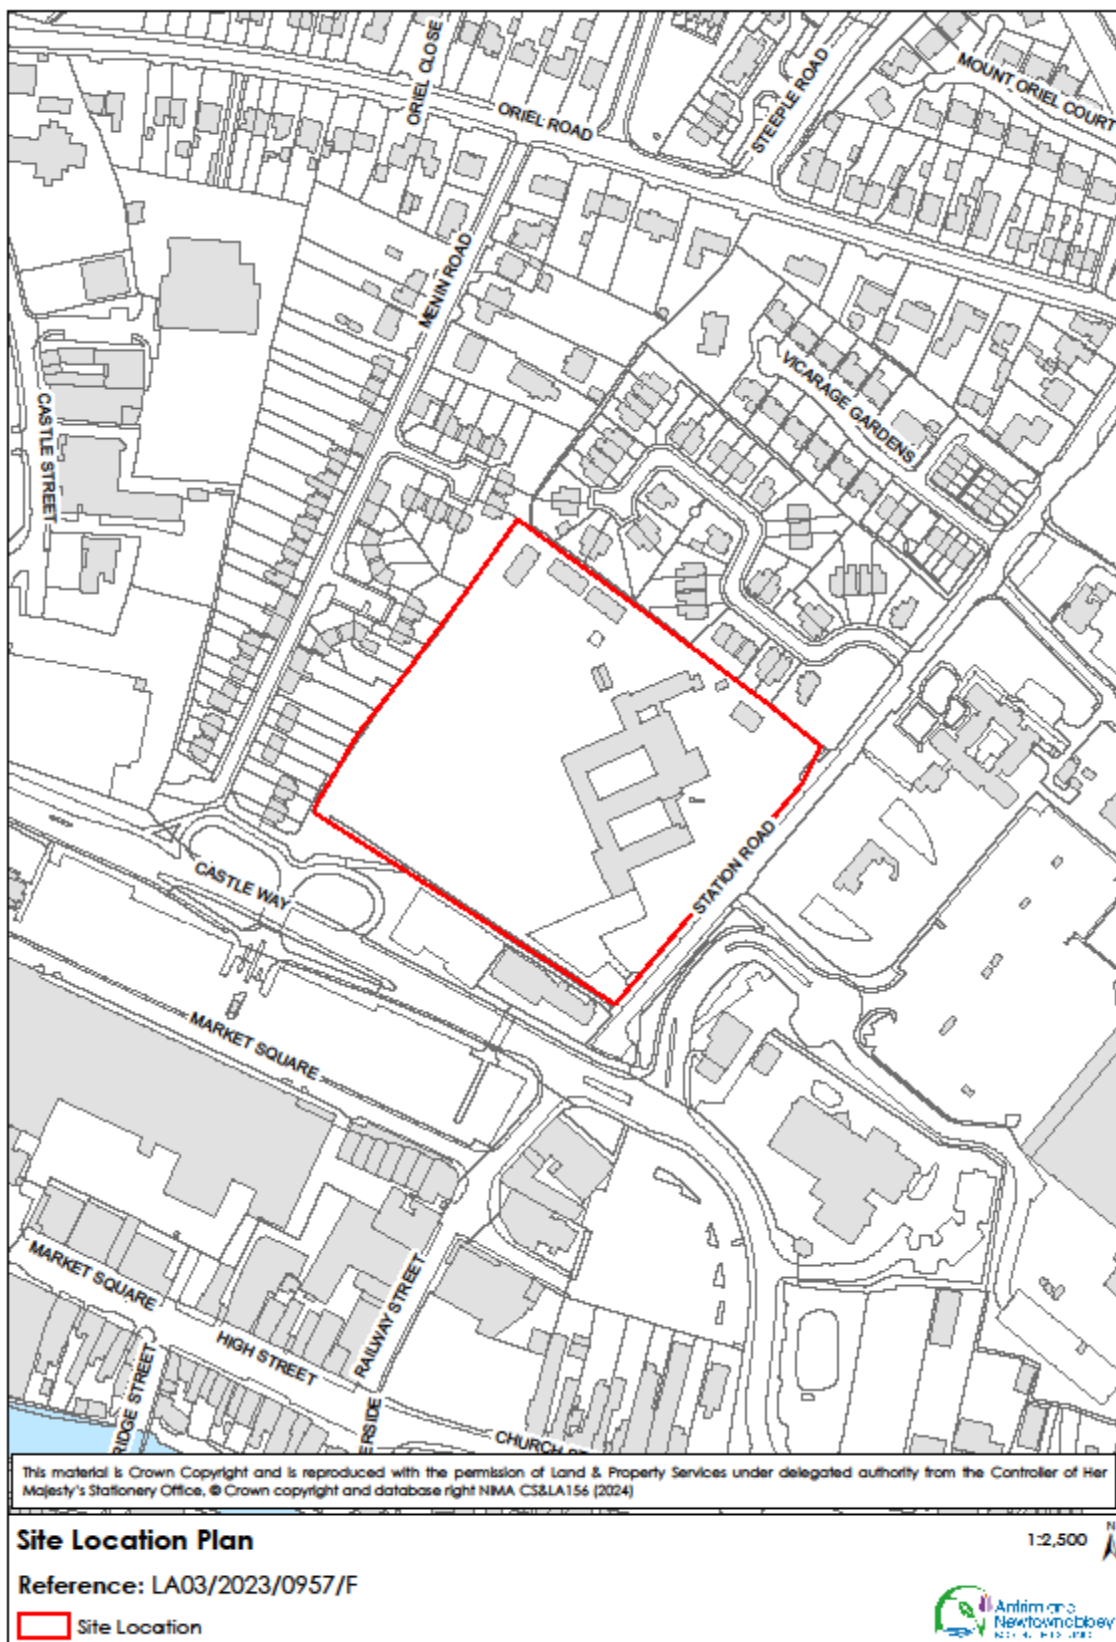 ORIEL CLOSE
ORIEL ROAD
STEEPLE ROAD
MOUNT ORIEL COURT
MENIN ROAD
VICARAGE GARDENS
CASTLE STREET
STATION ROAD
CASTLE WAY
MARKET SQUARE
MARKET SQUARE
HIGH STREET
RAILWAY STREET
RIDGE STREET
ERSIDE
CHURCH
This material is Crown Copyright and is reproduced with the permission of Land & Property Services under delegated authority from the Controller of Her
Majesty's Stationery Office, © Crown copyright and database right NIMA CS&LA156 (2024)
Site Location Plan
1:2,500
N
Reference: LA03/2023/0957/F
Site Location
Antrim and
Newtownabbey